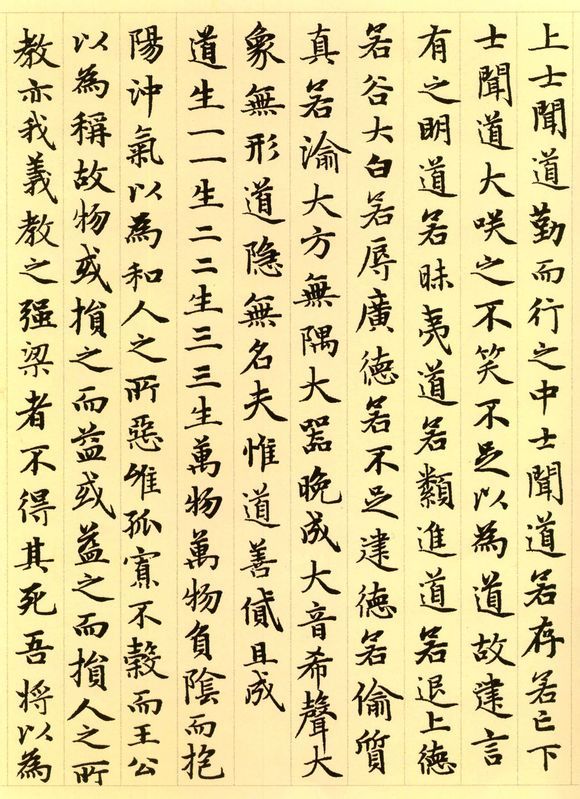 上士聞道勤而行之中士聞道若存若亡下
士聞道大咲之不笑不足以為道故建言
有之明道若昧夷道若纇進道若退上德
若谷大白若辱廣德若不足建德若偷質
真若渝大方無隅大器晚成大音希聲大
象無形道隐無名夫惟道善貸且成
道生一一生二二生三三生萬物萬物負陰而抱
陽沖氣以為和人之所惡唯孤寡不穀而王公
以為稱故物或損之而益或益之而損人之所
教亦我義教之强梁者不得其死吾将以為